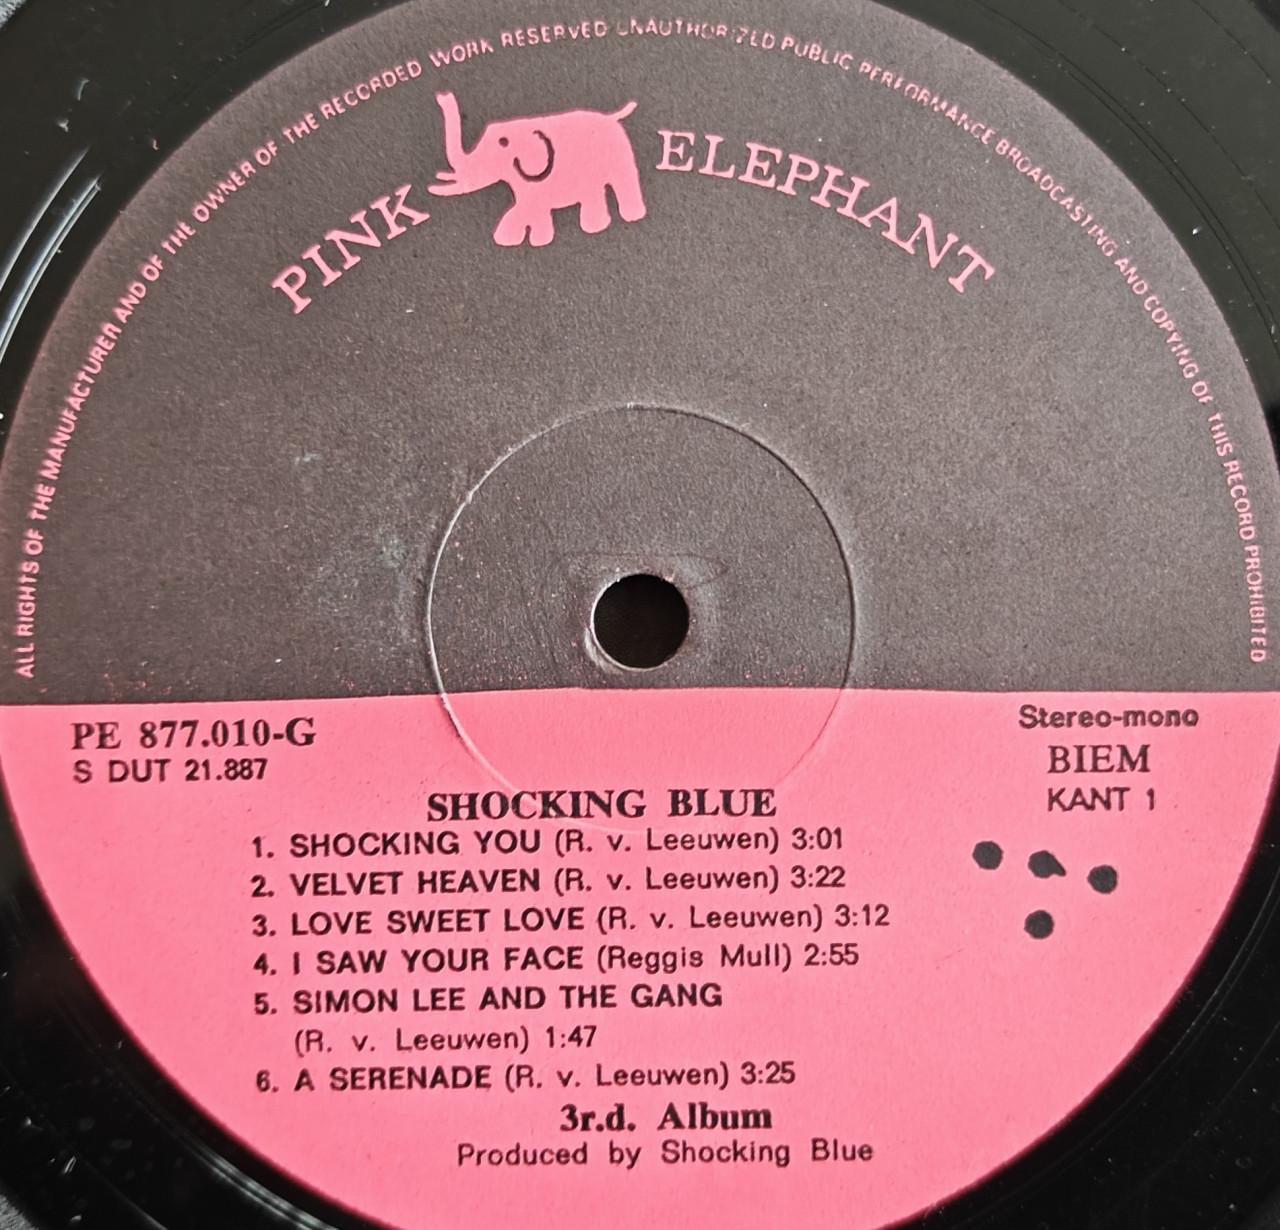 ALL RIGHTS OF THE MANUFACTURER AND OF THE OWNER OF THE RECORDED WORK RESERVED UNAUTHORIZED PUBLIC PERFORMANCE BROADCASTING AND COPYING OF THIS RECORD PROHIBITED
PINK ELEPHANT
PE 877.010-G
S DUT 21.887
Stereo-mono
BIEM
KANT 1
SHOCKING BLUE
1. SHOCKING YOU (R. v. Leeuwen) 3:01
2. VELVET HEAVEN (R. v. Leeuwen) 3:22
3. LOVE SWEET LOVE (R. v. Leeuwen) 3:12
4. I SAW YOUR FACE (Reggis Mull) 2:55
5. SIMON LEE AND THE GANG
(R. v. Leeuwen) 1:47
6. A SERENADE (R. v. Leeuwen) 3:25
3r.d. Album
Produced by Shocking Blue